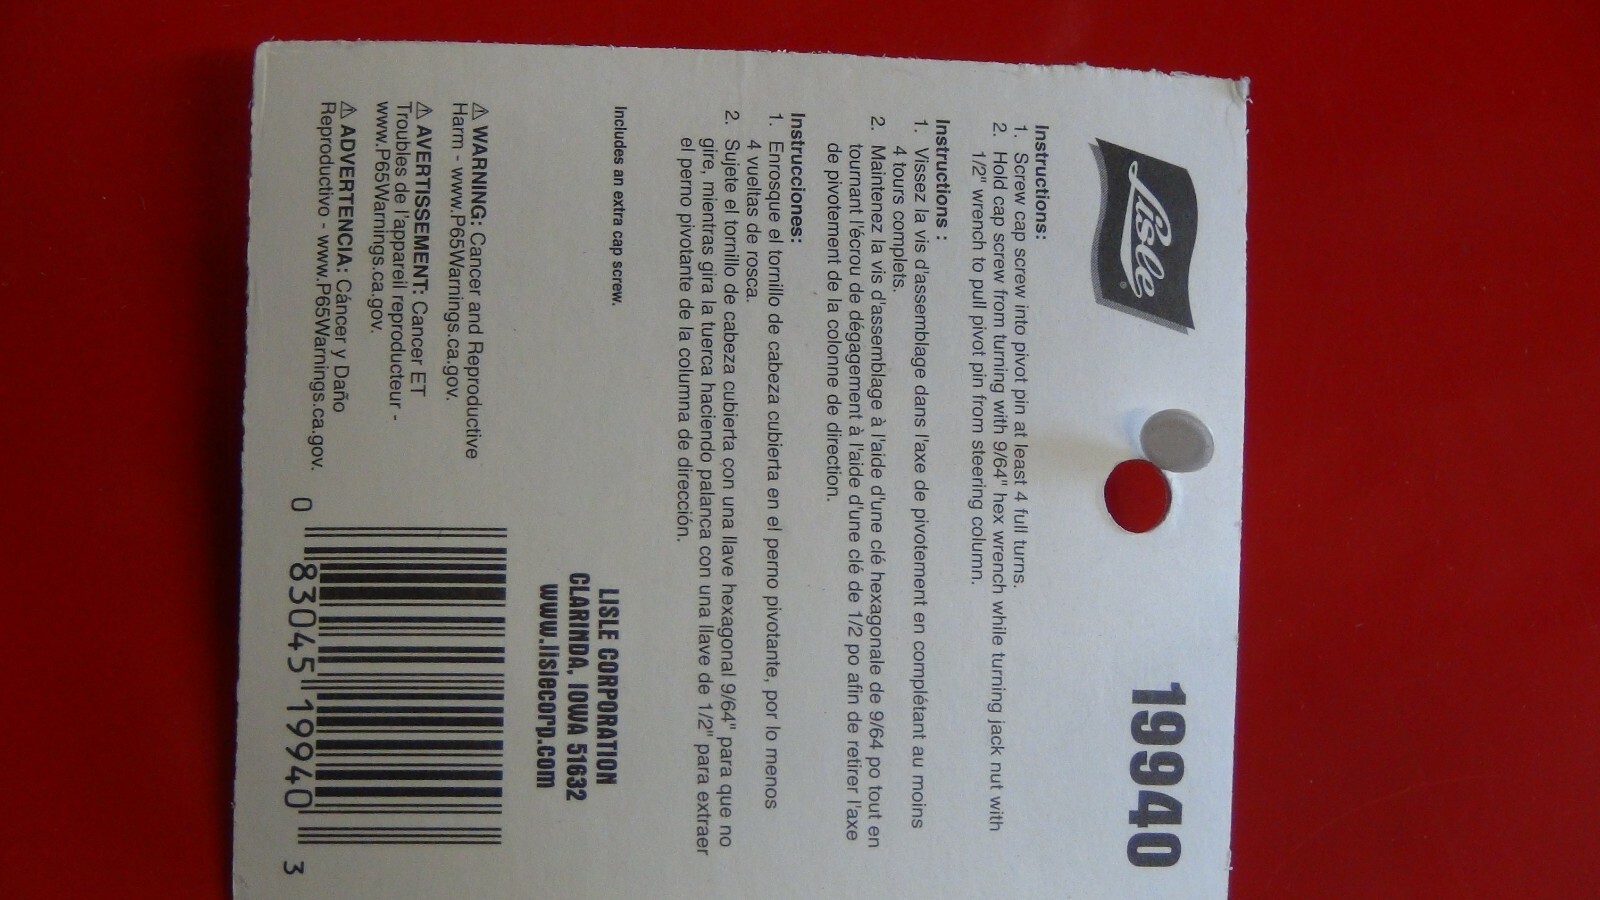 Lisle®
19940
Instructions:
1. Screw cap screw into pivot pin at least 4 full turns.
2. Hold cap screw from turning with 9/64" hex wrench while turning jack nut with
1/2" wrench to pull pivot pin from steering column.
Instructions :
1. Vissez la vis d'assemblage dans l'axe de pivotement en complétant au moins
4 tours complets.
2. Maintenez la vis d'assemblage à l'aide d'une clé hexagonale de 9/64 po tout en
tournant l'écrou de dégagement à l'aide d'une clé de 1/2 po afin de retirer l'axe
de pivotement de la colonne de direction.
Instrucciones:
1. Enrosque el tornillo de cabeza cubierta en el perno pivotante, por lo menos
4 vueltas de rosca.
2. Sujete el tornillo de cabeza cubierta con una llave hexagonal 9/64" para que no
gire, mientras gira la tuerca haciendo palanca con una llave de 1/2" para extraer
el perno pivotante de la columna de dirección.
Includes an extra cap screw.
LISLE CORPORATION
CLARINDA, IOWA 51632
www.lislecorp.com
⚠ WARNING: Cancer and Reproductive
Harm - www.P65Warnings.ca.gov.
⚠ AVERTISSEMENT: Cancer ET
Troubles de l'appareil reproducteur -
www.P65Warnings.ca.gov.
⚠ ADVERTENCIA: Cáncer y Daño
Reproductivo - www.P65Warnings.ca.gov.
0 83045 19940 3